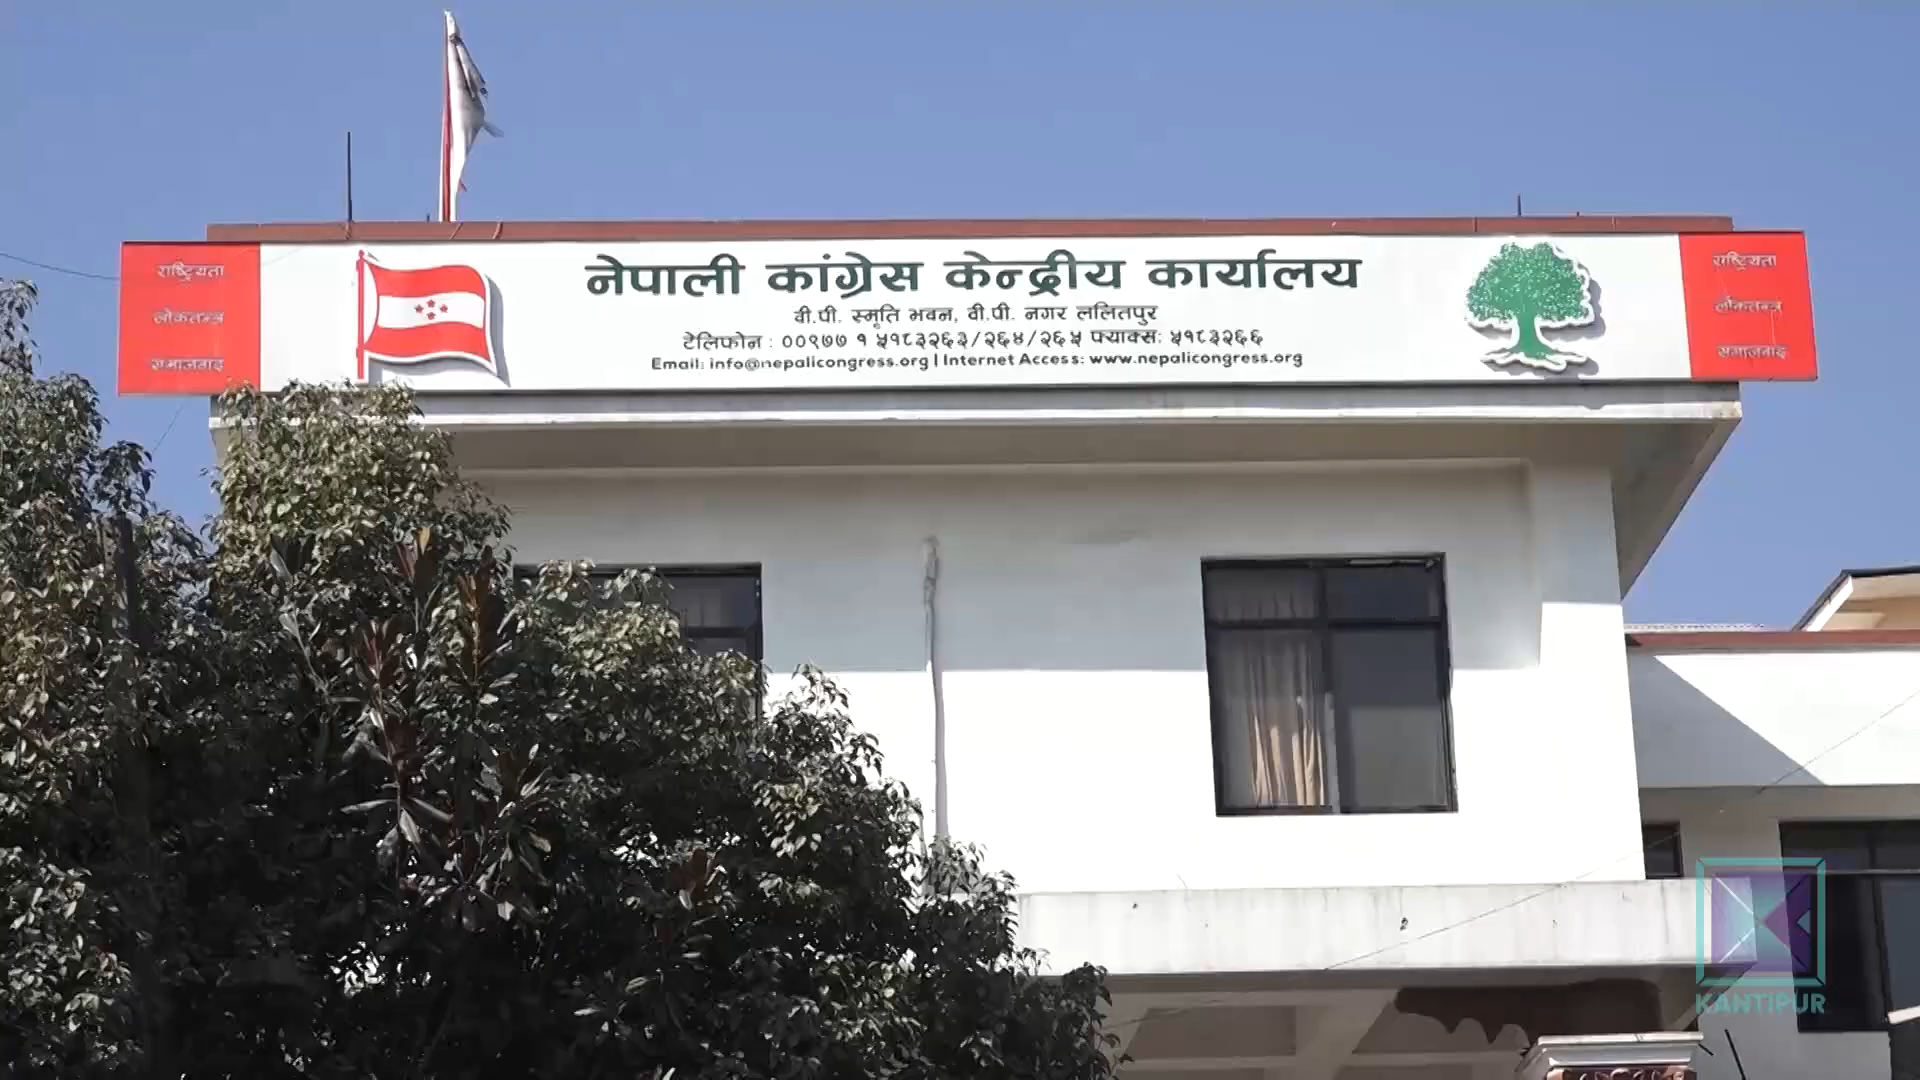 राष्ट्रियता
लोकतन्त्र
समाजवाद
नेपाली कांग्रेस केन्द्रीय कार्यालय
वी.पी. स्मृति भवन, वी.पी. नगर ललितपुर
टेलिफोन : ००९७७ १ ५१८३२६३/२६४/२६५ फ्याक्स: ५१८३२६६
Email: info@nepalicongress.org | Internet Access: www.nepalicongress.org
राष्ट्रियता
लोकतन्त्र
समाजवाद
KANTIPUR